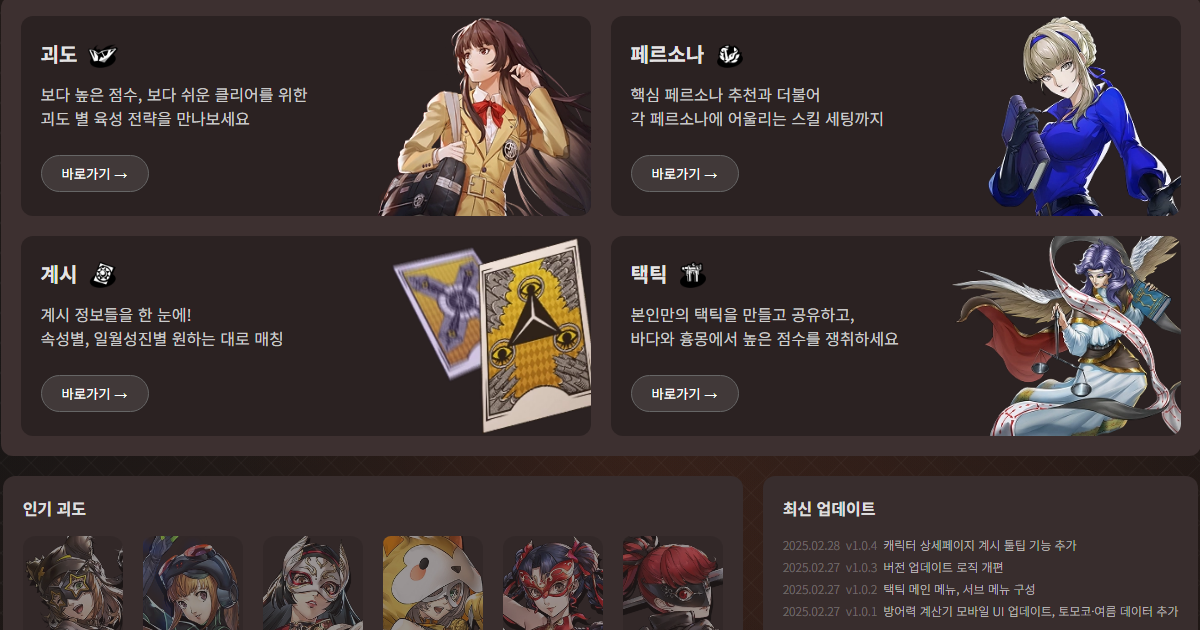 괴도
보다 높은 점수, 보다 쉬운 클리어를 위한
괴도 별 육성 전략을 만나보세요
바로가기 →
페르소나
핵심 페르소나 추천과 더불어
각 페르소나에 어울리는 스킬 세팅까지
바로가기 →
계시
계시 정보들을 한 눈에!
속성별, 일월성진별 원하는 대로 매칭
바로가기 →
택틱
본인만의 택틱을 만들고 공유하고,
바다와 흉몽에서 높은 점수를 쟁취하세요
바로가기 →
인기 괴도
최신 업데이트
2025.02.28 v1.0.4 캐릭터 상세페이지 계시 툴팁 기능 추가
2025.02.27 v1.0.3 버전 업데이트 로직 개편
2025.02.27 v1.0.2 택틱 메인 메뉴, 서브 메뉴 구성
2025.02.27 v1.0.1 방어력 계산기 모바일 UI 업데이트, 토모코·여름 데이터 추가